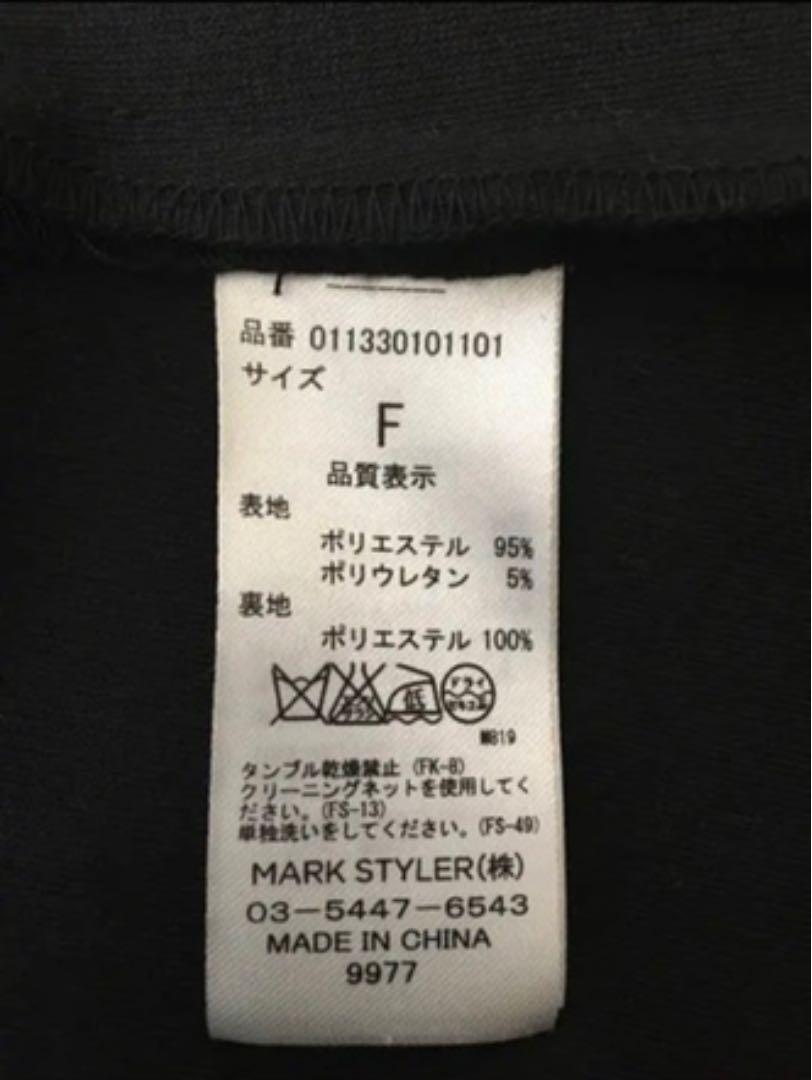 品番 011330101101
サイズ
F
品質表示
表地
ポリエステル 95%
ポリウレタン 5%
裏地
ポリエステル 100%
低 ドライ
M819
タンブル乾燥禁止 (FK-8)
クリーニングネットを使用してく
ださい。(FS-13)
単独洗いをしてください。(FS-49)
MARK STYLER(株)
03-5447-6543
MADE IN CHINA
9977